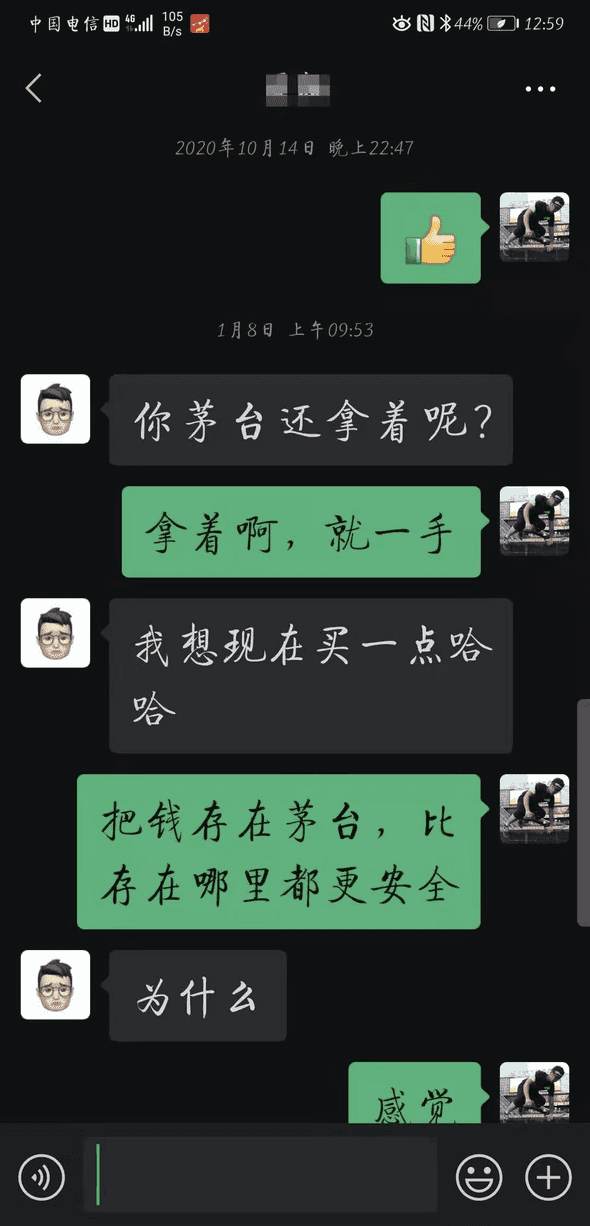 中国电信 HD 4G 105 B/s 44% 12:59
2020年10月14日 晚上22:47
1月8日 上午09:53
你茅台还拿着呢？
拿着啊，就一手
我想现在买一点哈
哈
把钱存在茅台，比
存在哪里都更安全
为什么
感觉